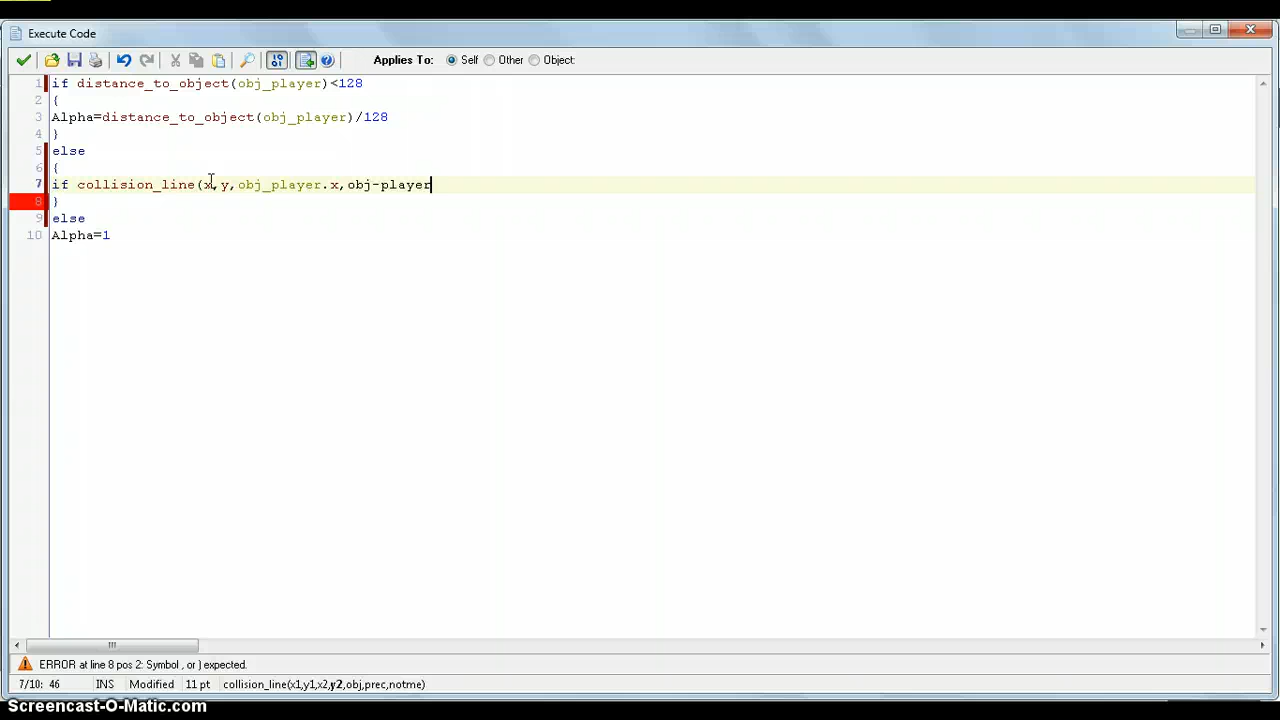 Execute Code
Applies To: Self Other Object:
1 if distance_to_object(obj_player)<128
2 {
3 Alpha=distance_to_object(obj_player)/128
4 }
5 else
6 {
7 if collision_line(x,y,obj_player.x,obj-player
8 }
9 else
10 Alpha=1
ERROR at line 8 pos 2: Symbol , or ) expected.
7/10: 46 INS Modified 11 pt collision_line(x1,y1,x2,y2,obj,prec,notme)
Screencast-O-Matic.com